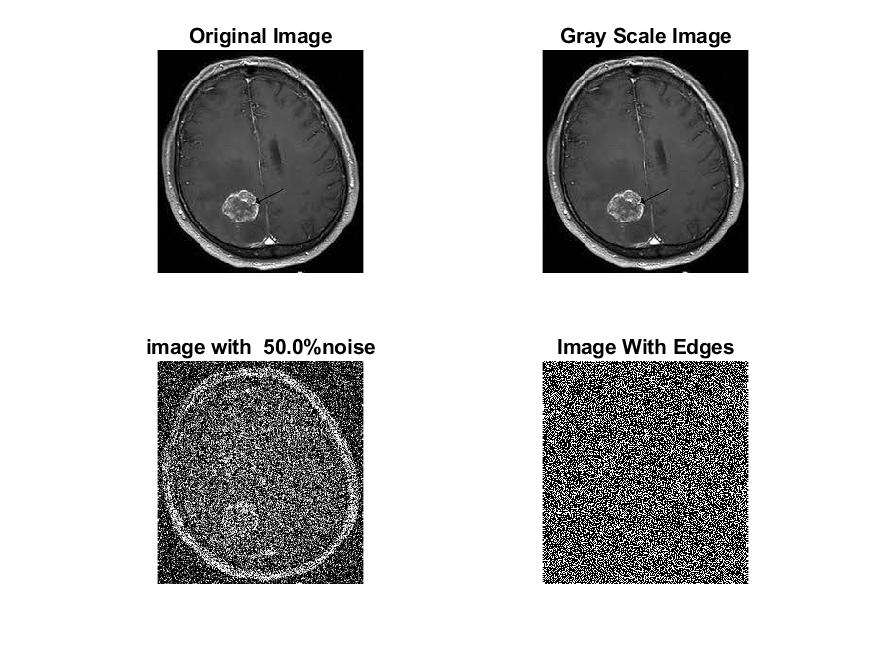 Original Image
Gray Scale Image
image with  50.0%noise
Image With Edges